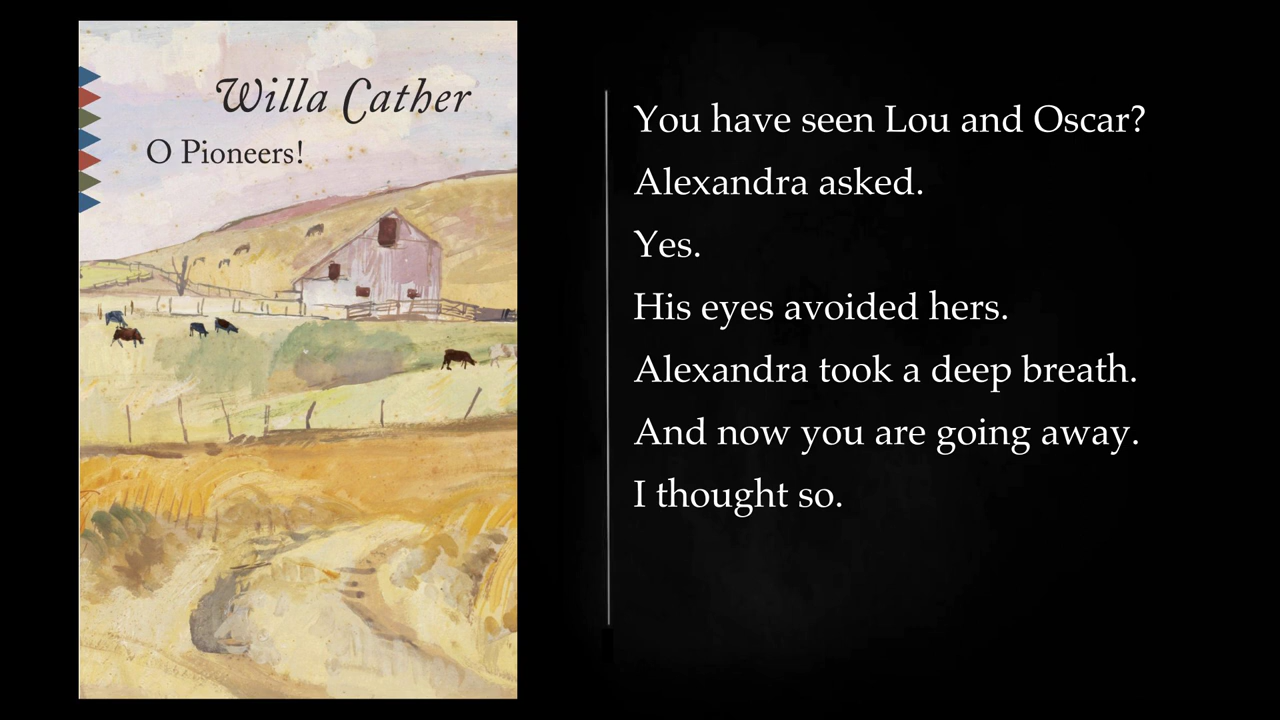 Willa Cather
O Pioneers!
You have seen Lou and Oscar?
Alexandra asked.
Yes.
His eyes avoided hers.
Alexandra took a deep breath.
And now you are going away.
I thought so.